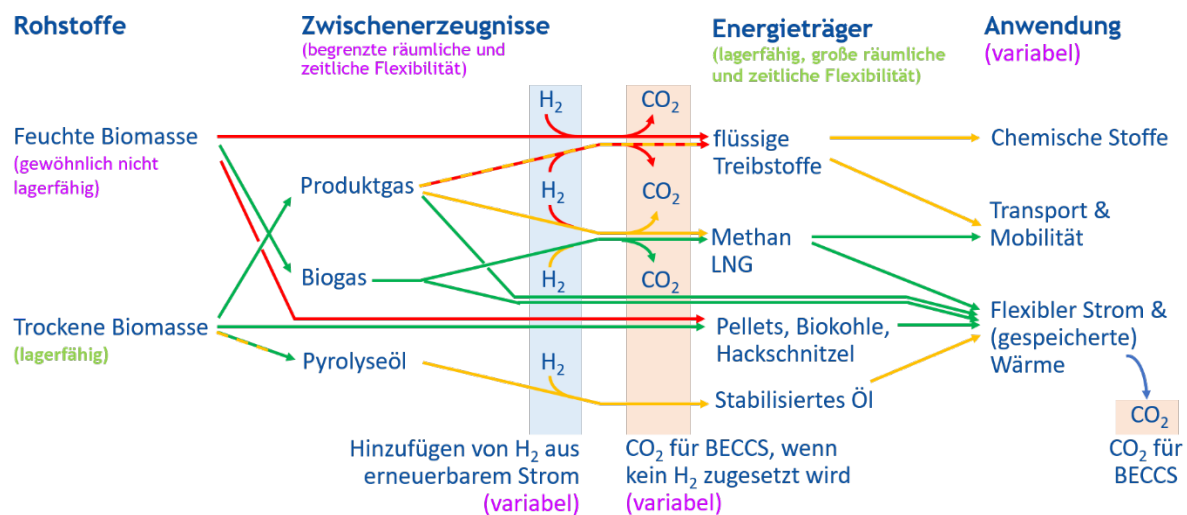 Rohstoffe
Zwischenerzeugnisse
(begrenzte räumliche und
zeitliche Flexibilität)
Energieträger
(lagerfähig, große räumliche
und zeitliche Flexibilität)
Anwendung
(variabel)
H₂
CO₂
Feuchte Biomasse
(gewöhnlich nicht
lagerfähig)
flüssige
Treibstoffe
Chemische Stoffe
Produktgas
H₂
CO₂
Transport &
Mobilität
Methan
LNG
Biogas
H₂
CO₂
Trockene Biomasse
(lagerfähig)
Pellets, Biokohle,
Hackschnitzel
Flexibler Strom &
(gespeicherte)
Wärme
Pyrolyseöl
H₂
Stabilisiertes Öl
CO₂
CO₂ für
BECCS
Hinzufügen von H₂ aus
erneuerbarem Strom
(variabel)
CO₂ für BECCS, wenn
kein H₂ zugesetzt wird
(variabel)